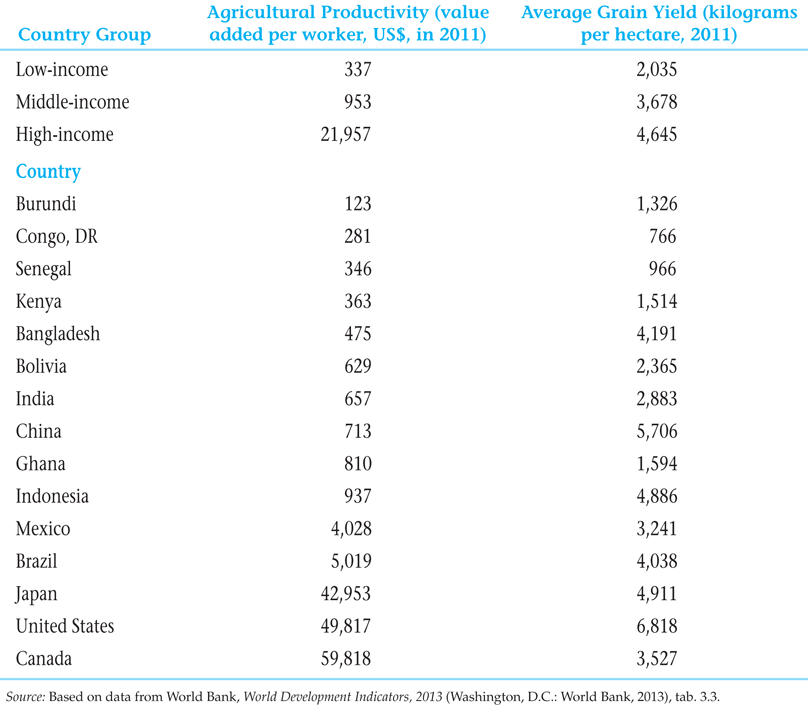 Country Group Agricultural Productivity (value added per worker, US$, in 2011) Average Grain Yield (kilograms per hectare, 2011)
Low-income 337 2,035
Middle-income 953 3,678
High-income 21,957 4,645
Country
Burundi 123 1,326
Congo, DR 281 766
Senegal 346 966
Kenya 363 1,514
Bangladesh 475 4,191
Bolivia 629 2,365
India 657 2,883
China 713 5,706
Ghana 810 1,594
Indonesia 937 4,886
Mexico 4,028 3,241
Brazil 5,019 4,038
Japan 42,953 4,911
United States 49,817 6,818
Canada 59,818 3,527
Source: Based on data from World Bank, World Development Indicators, 2013 (Washington, D.C.: World Bank, 2013), tab. 3.3.